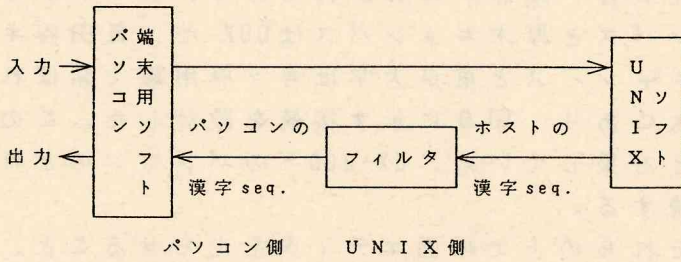 パソコン
端末用ソフト
入力
出力
パソコンの
漢字seq.
フィルタ
ホストの
漢字seq.
UNIX
ソフト
パソコン側
UNIX側